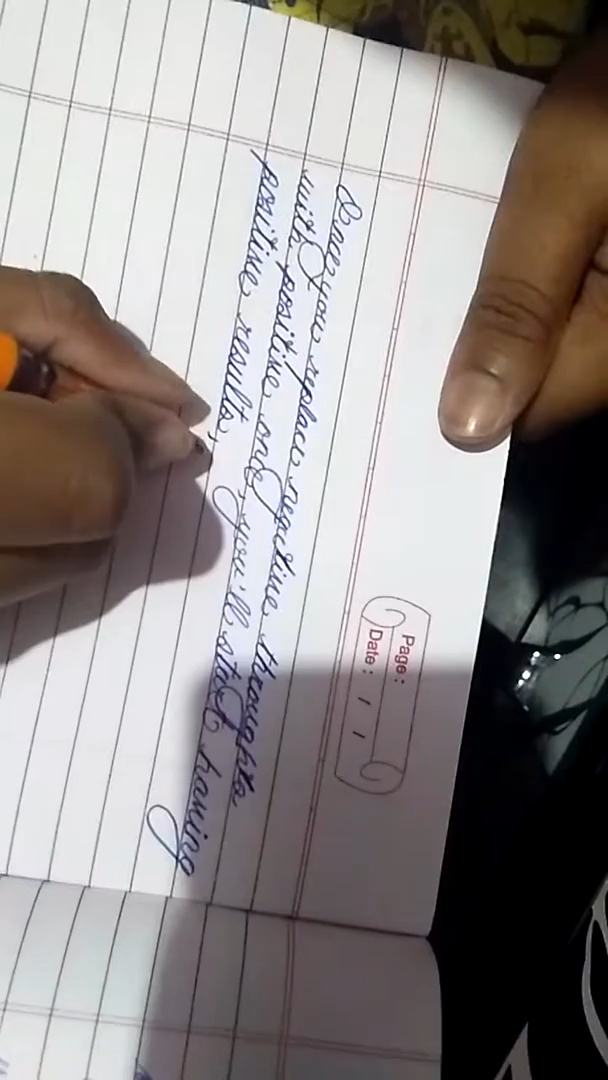 Page:
Date: / /
Once you replace negative thoughts
with positive ones, you'll start having
positive results,